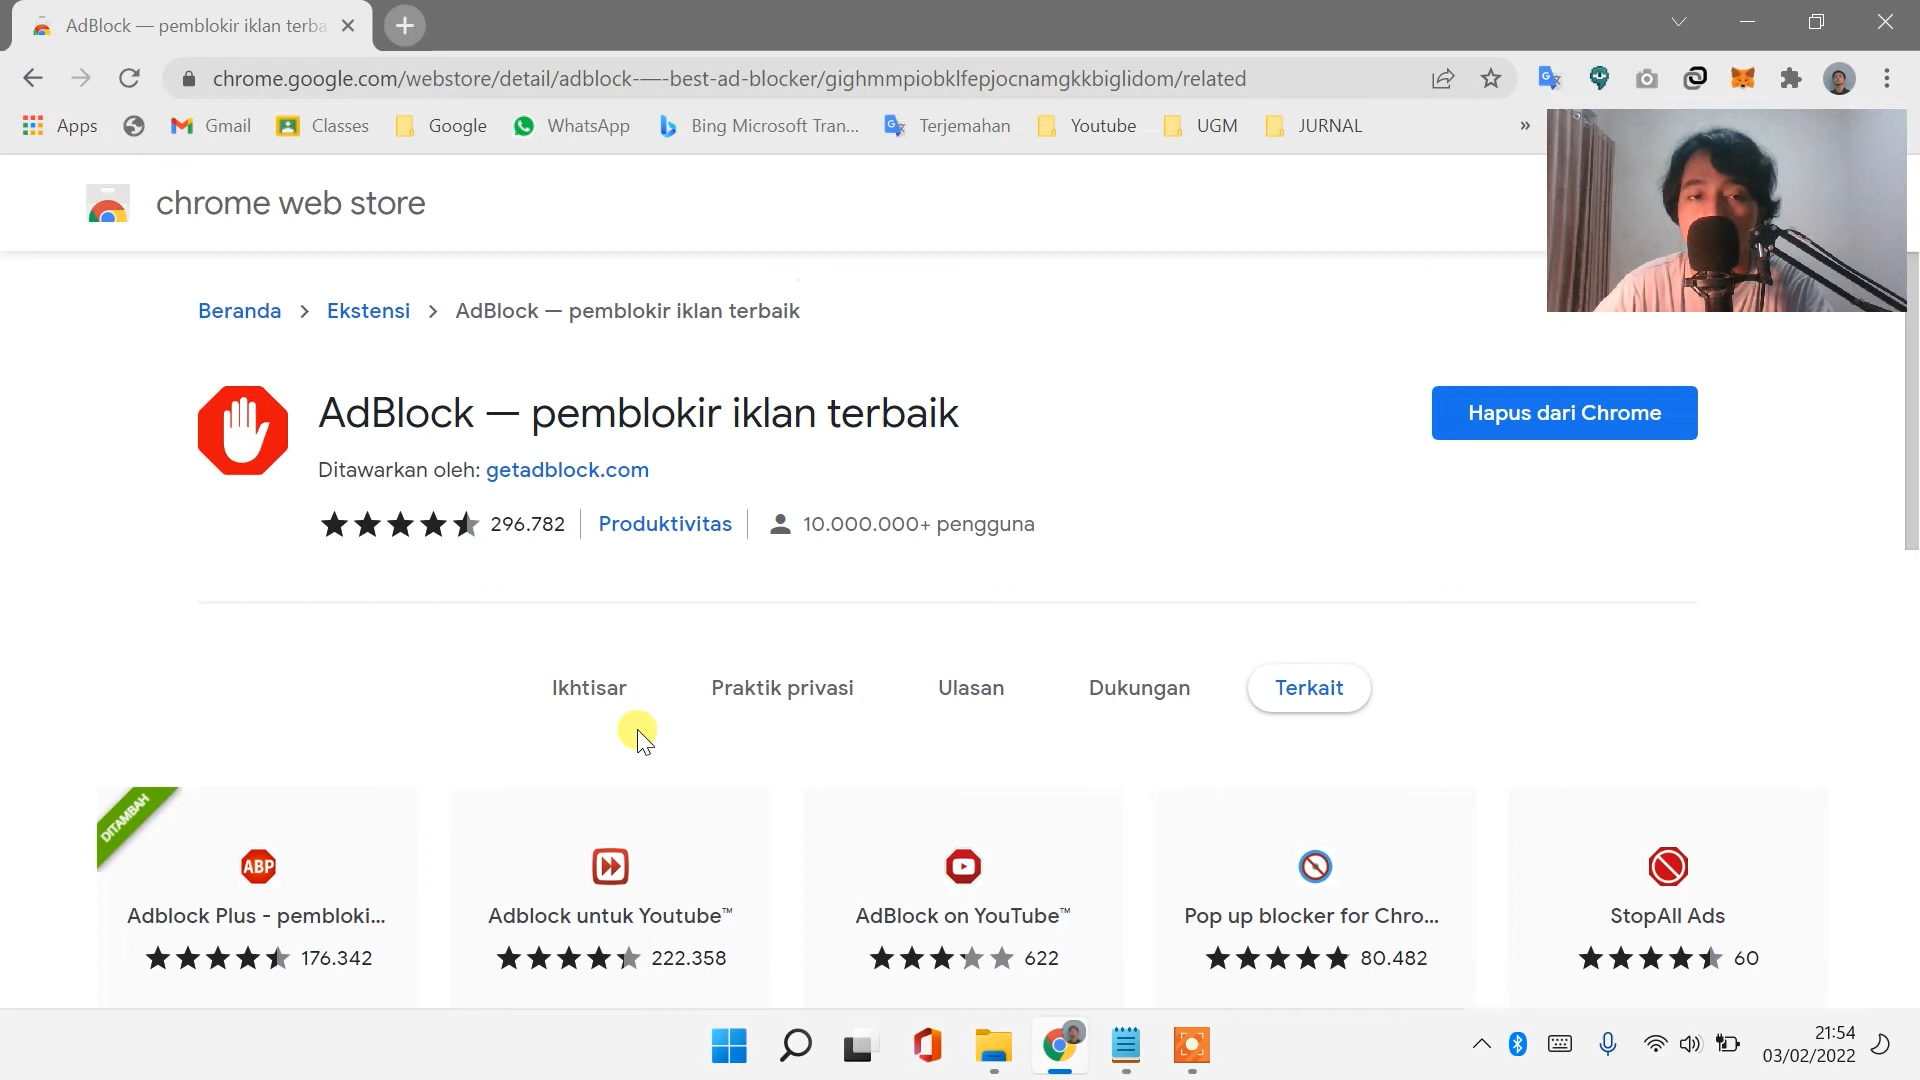 AdBlock — pemblokir iklan terba
chrome.google.com/webstore/detail/adblock-—-best-ad-blocker/gighmmpiobklfepjocnamgkkbiglidom/related
Apps Gmail Classes Google WhatsApp Bing Microsoft Tran... Terjemahan Youtube UGM JURNAL »
chrome web store
Beranda > Ekstensi > AdBlock — pemblokir iklan terbaik
AdBlock — pemblokir iklan terbaik
Hapus dari Chrome
Ditawarkan oleh: getadblock.com
296.782 Produktivitas 10.000.000+ pengguna
Ikhtisar Praktik privasi Ulasan Dukungan Terkait
DITAMBAH
ABP
Adblock Plus - pembloki... Adblock untuk Youtube™ AdBlock on YouTube™ Pop up blocker for Chro... StopAll Ads
176.342 222.358 622 80.482 60
21:54
03/02/2022